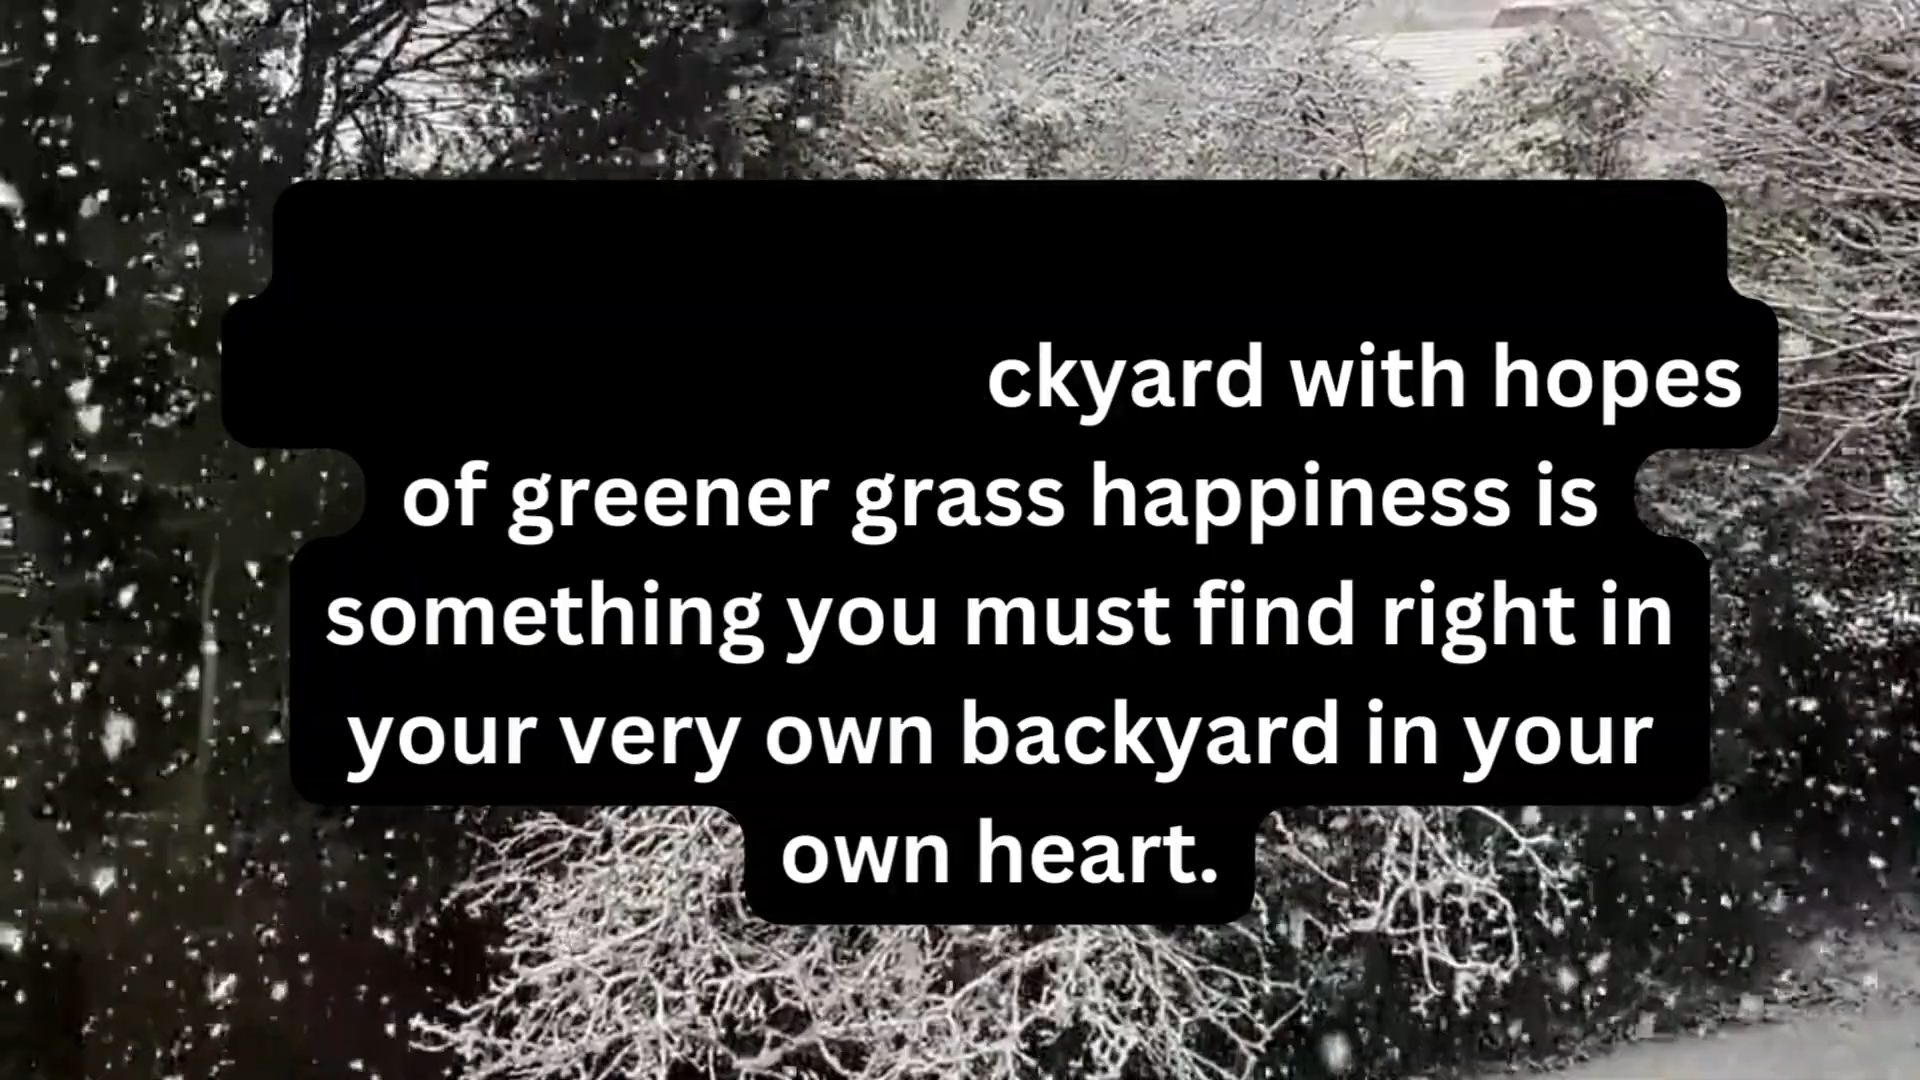 ckyard with hopes
of greener grass happiness is
something you must find right in
your very own backyard in your
own heart.